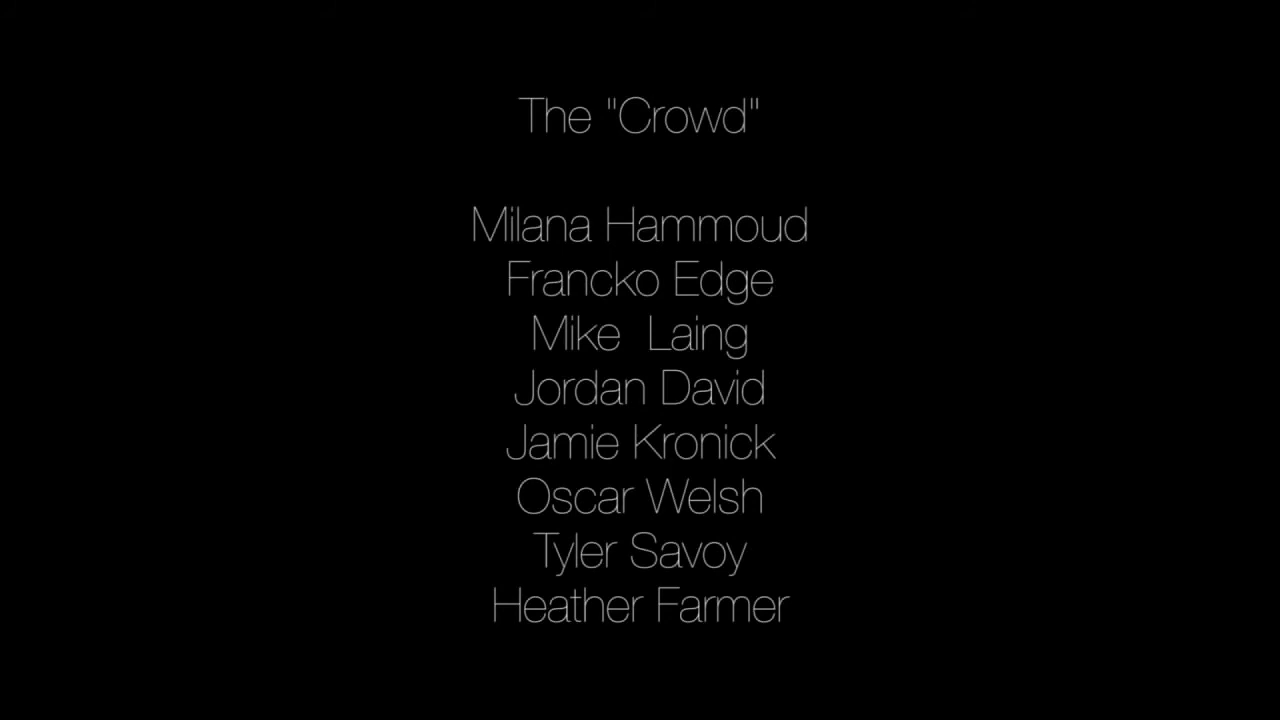 The "Crowd"
Milana Hammoud
Francko Edge
Mike  Laing
Jordan David
Jamie Kronick
Oscar Welsh
Tyler Savoy
Heather Farmer